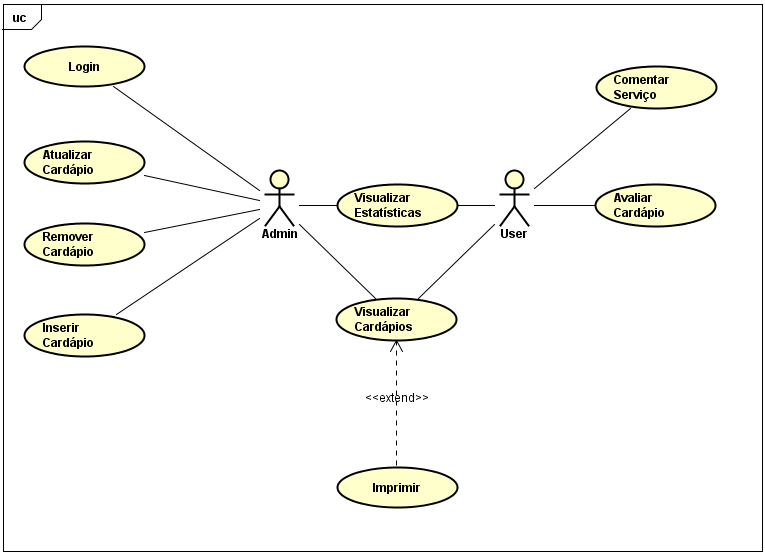 uc
Login
Comentar
Serviço
Atualizar
Cardápio
Visualizar
Estatísticas
Avaliar
Cardápio
Admin
User
Remover
Cardápio
Visualizar
Cardápios
Inserir
Cardápio
<<extend>>
Imprimir